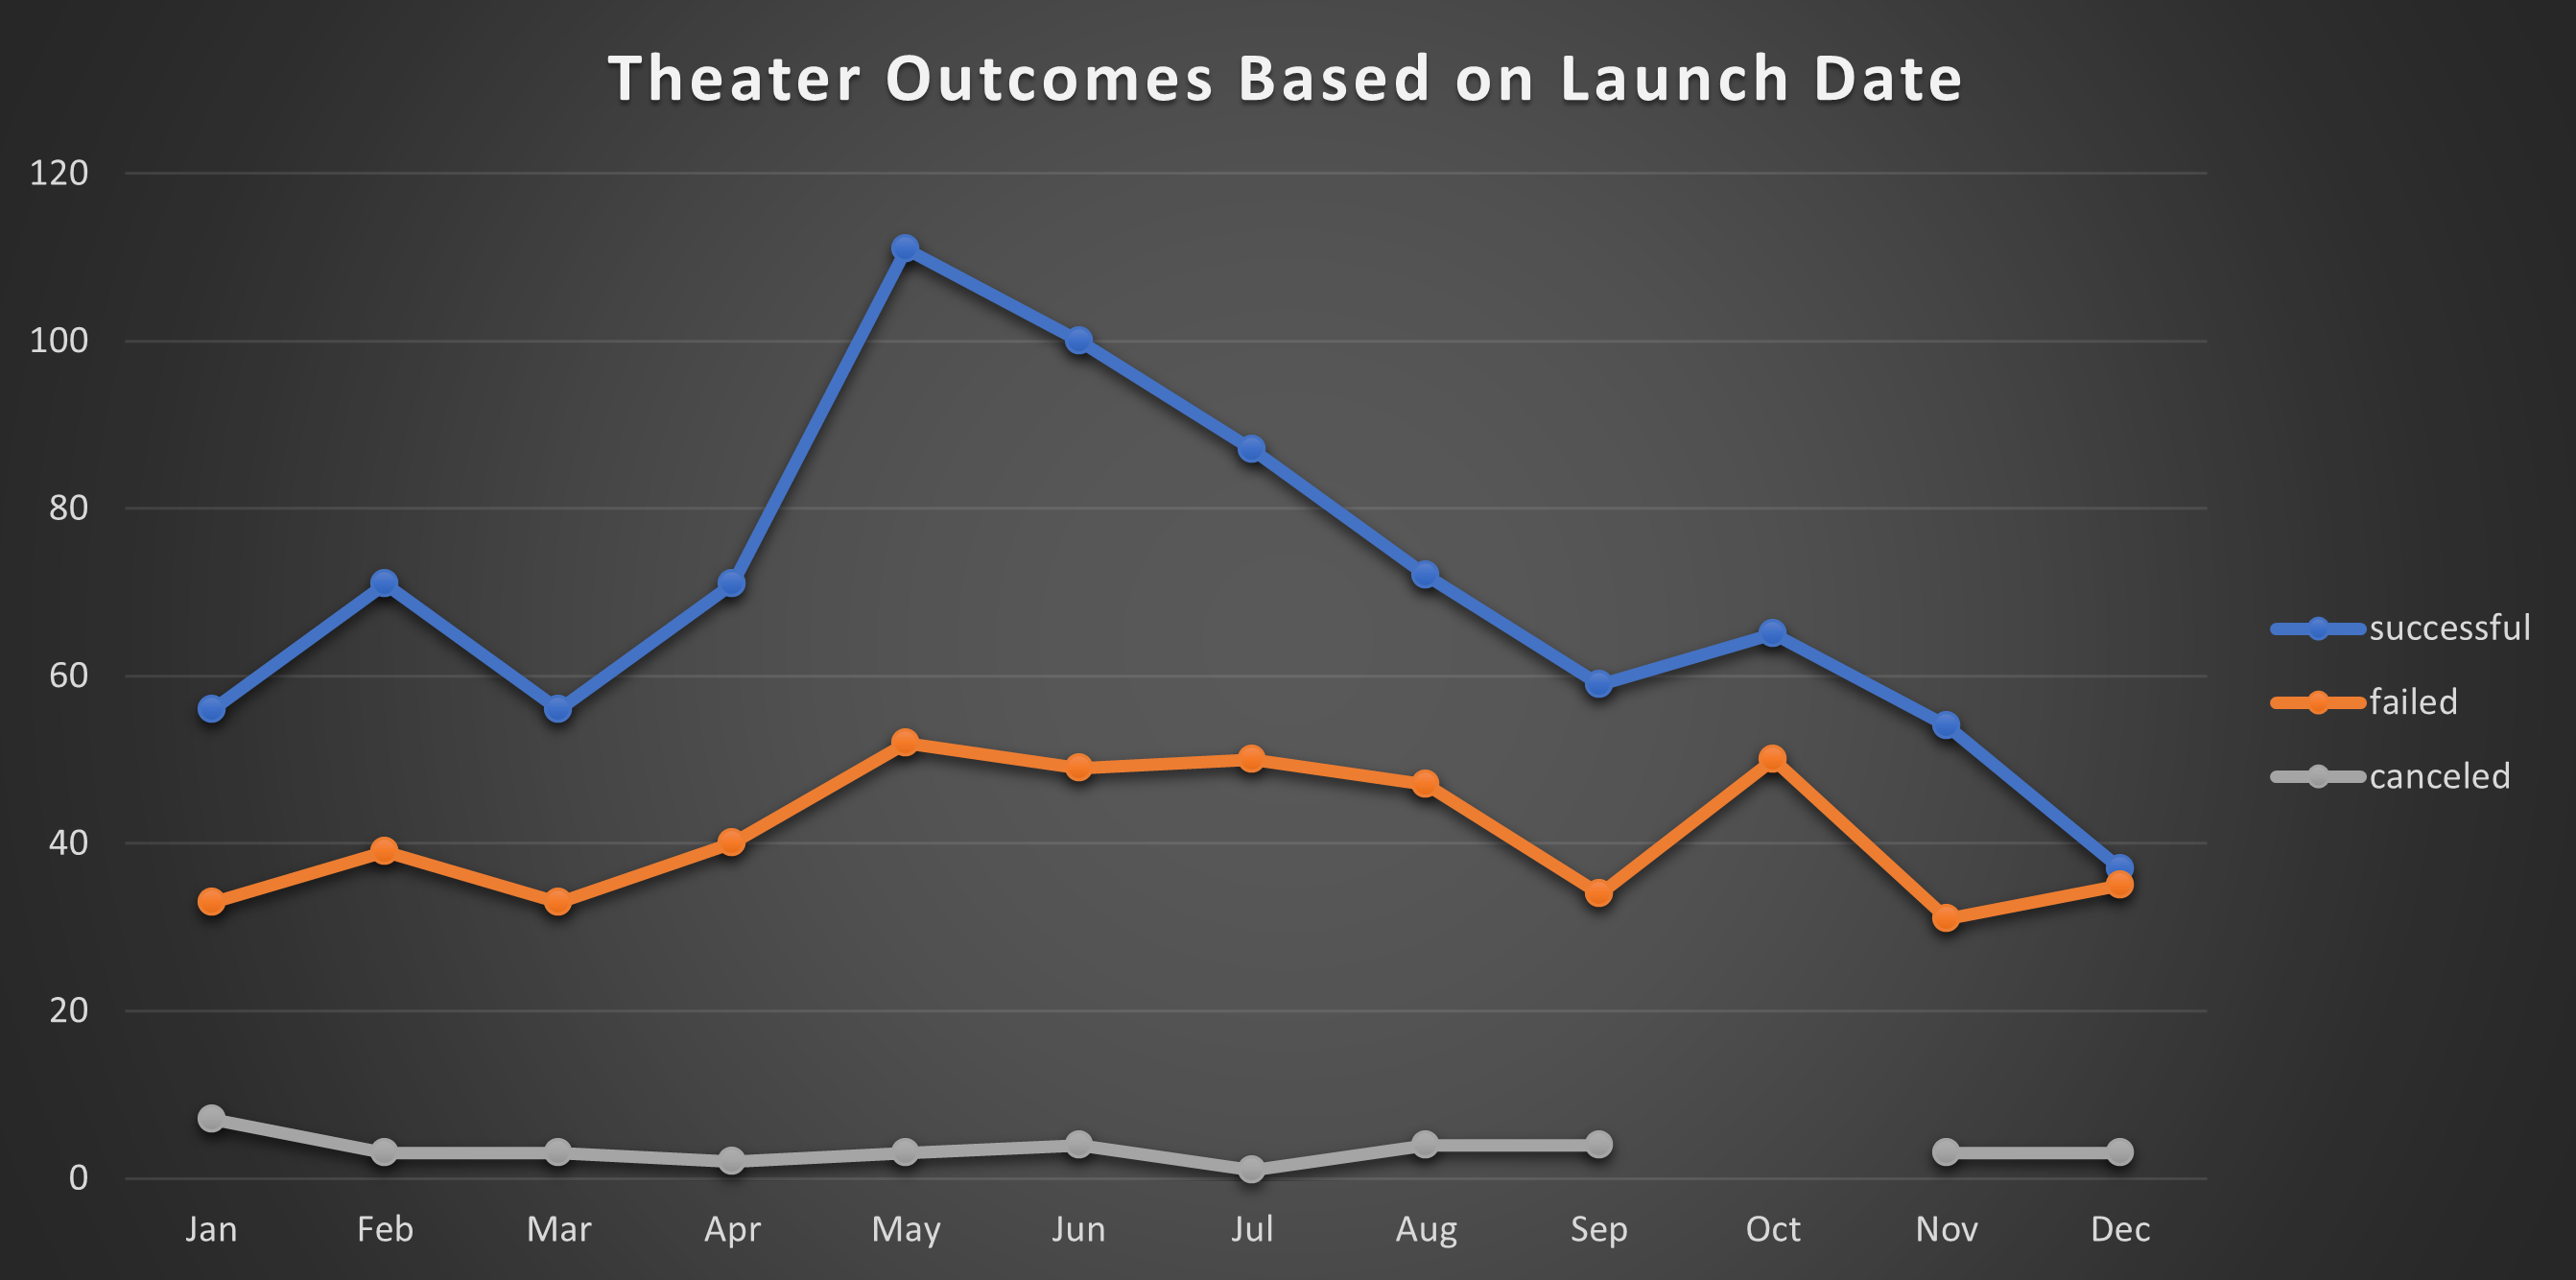 Theater Outcomes Based on Launch Date
120
100
80
60
40
20
0
Jan Feb Mar Apr May Jun Jul Aug Sep Oct Nov Dec
successful
failed
canceled